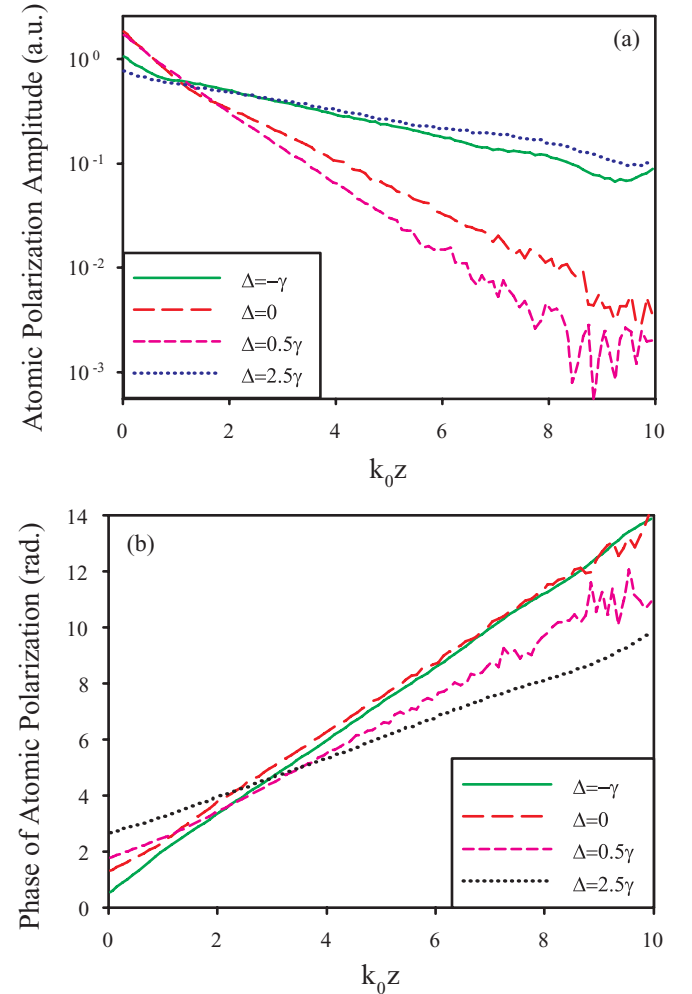 Atomic Polarization Amplitude (a.u.)
(a)
10⁰
10⁻¹
10⁻²
10⁻³
Δ=−γ
Δ=0
Δ=0.5γ
Δ=2.5γ
0 2 4 6 8 10
k₀z
Phase of Atomic Polarization (rad.)
(b)
14
12
10
8
6
4
2
0
Δ=−γ
Δ=0
Δ=0.5γ
Δ=2.5γ
0 2 4 6 8 10
k₀z